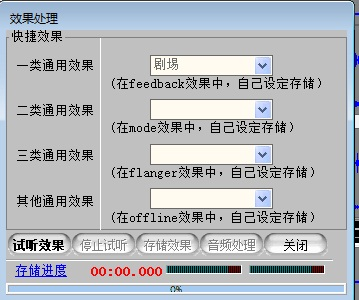 效果处理
快捷效果
一类通用效果 剧场
(在feedback效果中，自己设定存储)
二类通用效果
(在mode效果中，自己设定存储)
三类通用效果
(在flanger效果中，自己设定存储)
其他通用效果
(在offline效果中，自己设定存储)
试听效果 停止试听 存储效果 音频处理 关闭
存储进度 00:00.000
0%